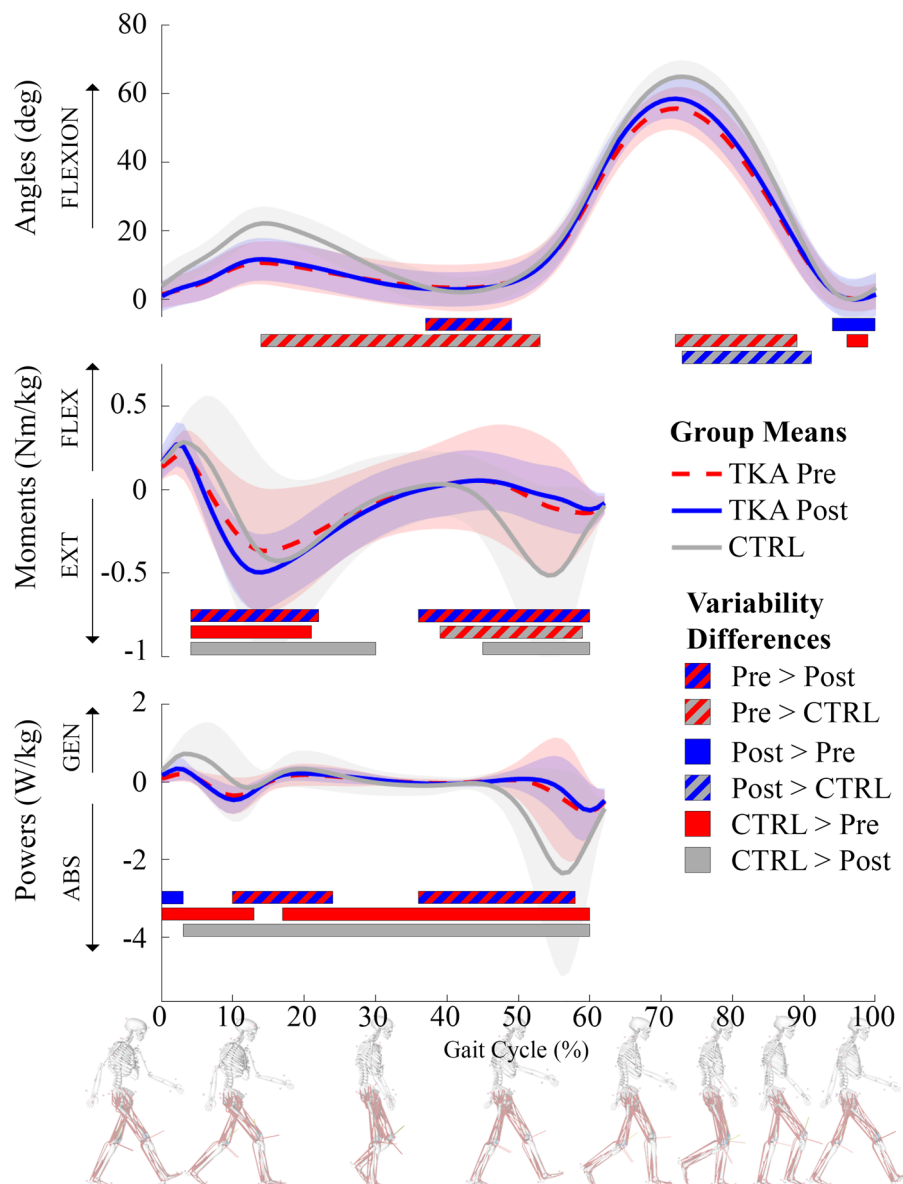 Angles (deg)
FLEXION
80
60
40
20
0
Moments (Nm/kg)
FLEX
EXT
0.5
0
-0.5
-1
Group Means
TKA Pre
TKA Post
CTRL
Variability
Differences
Pre > Post
Pre > CTRL
Post > Pre
Post > CTRL
CTRL > Pre
CTRL > Post
Powers (W/kg)
GEN
ABS
2
0
-2
-4
0 10 20 30 40 50 60 70 80 90 100
Gait Cycle (%)